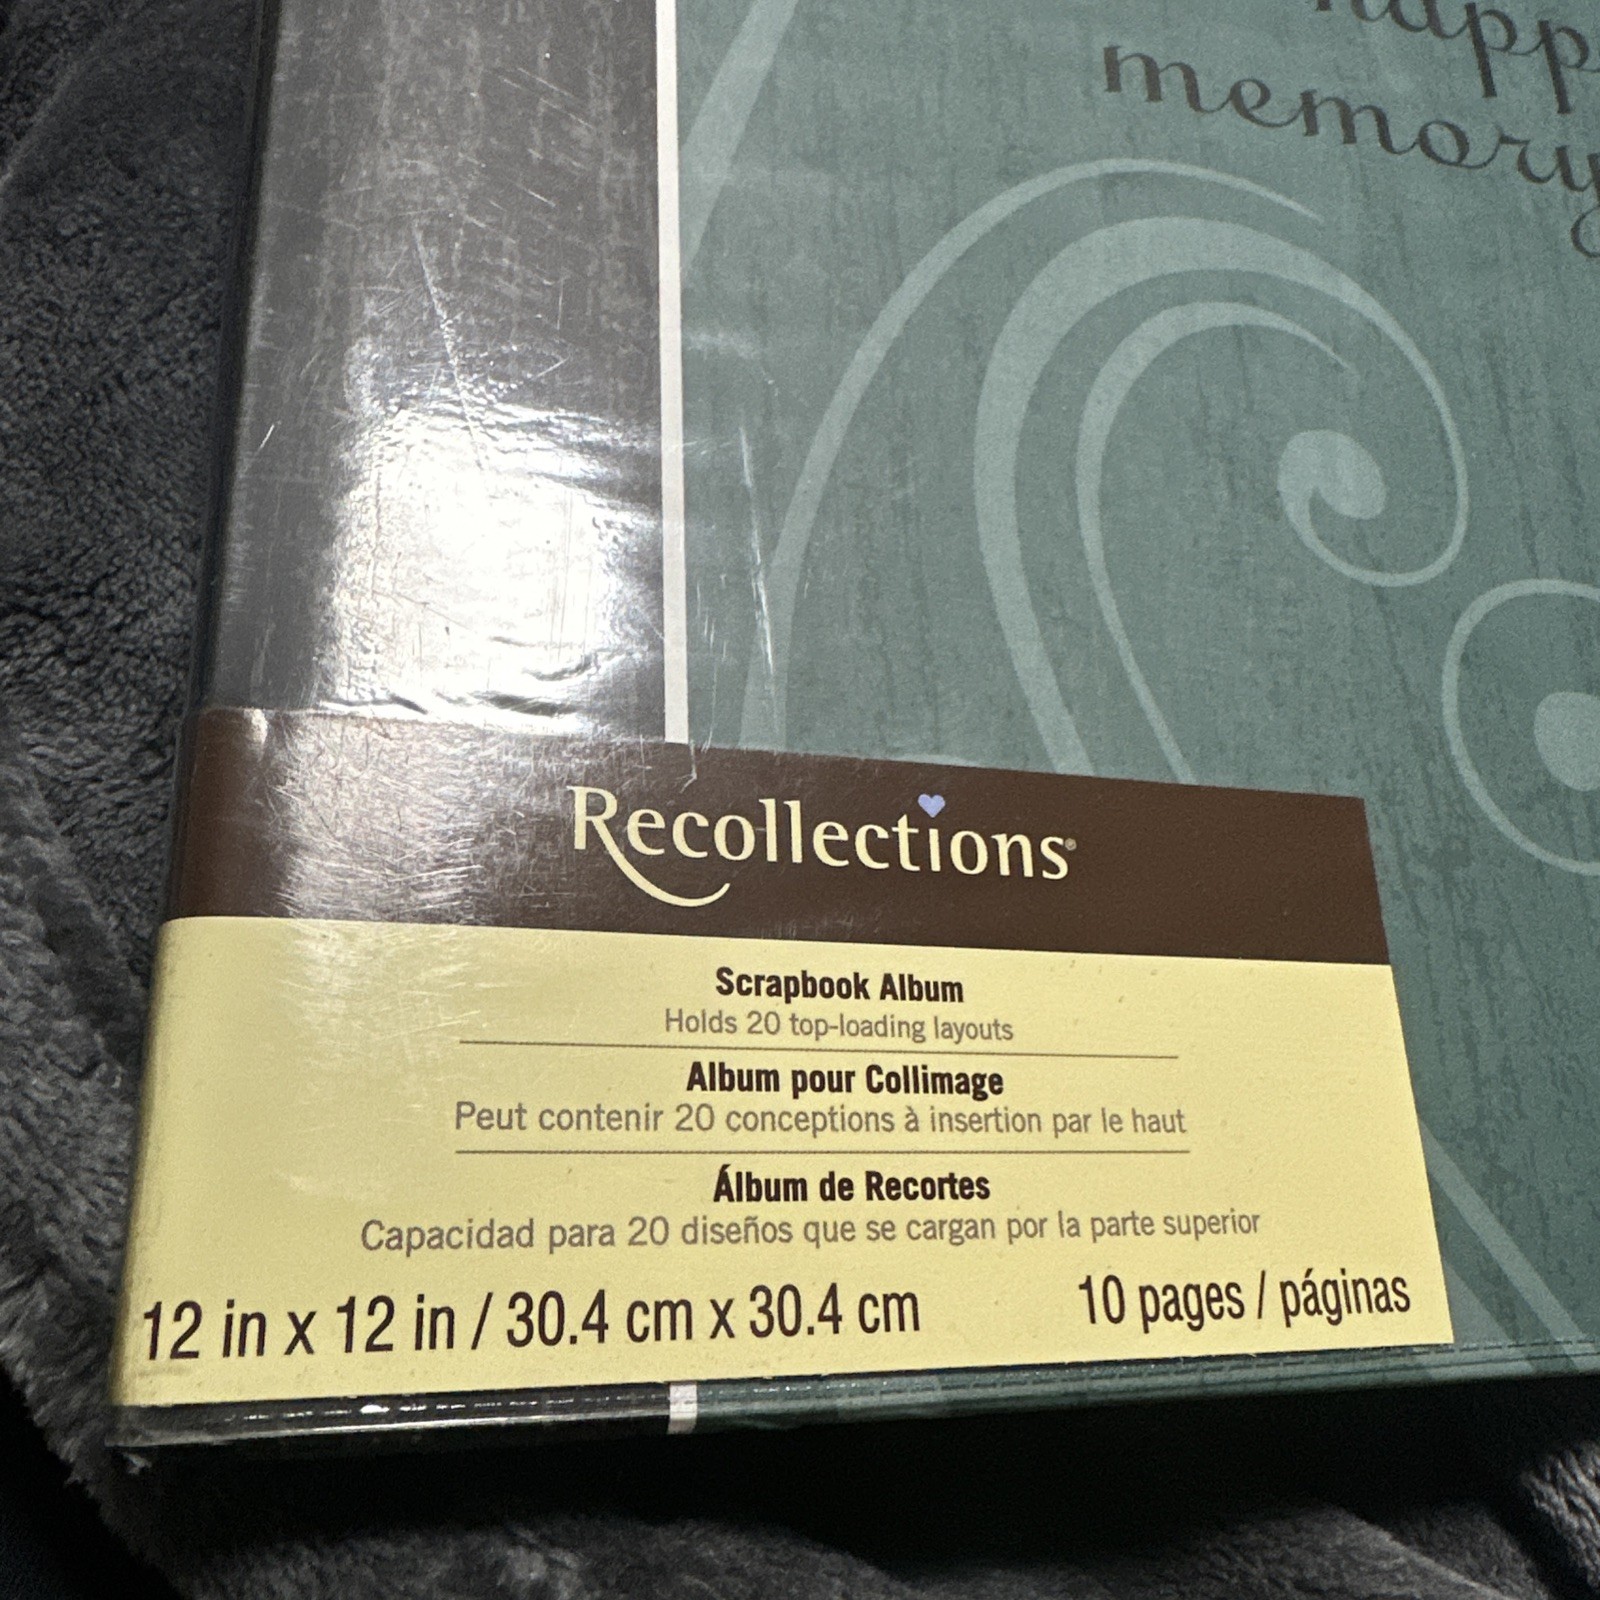 memory
Recollections®
Scrapbook Album
Holds 20 top-loading layouts
Album pour Collimage
Peut contenir 20 conceptions à insertion par le haut
Álbum de Recortes
Capacidad para 20 diseños que se cargan por la parte superior
12 in x 12 in / 30.4 cm x 30.4 cm
10 pages / páginas